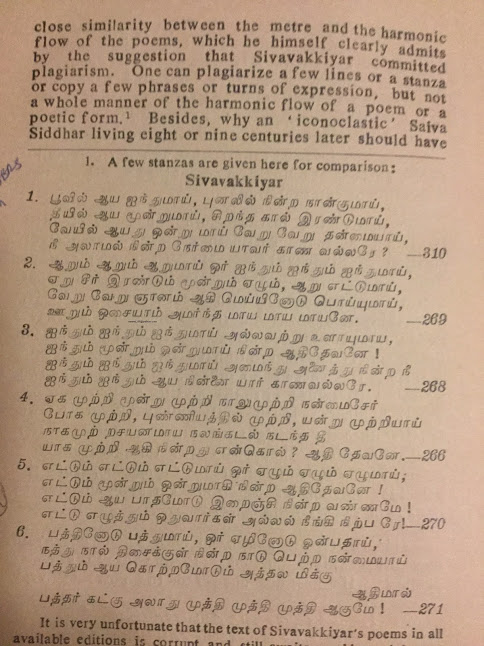 close similarity between the metre and the harmonic
flow of the poems, which he himself clearly admits
by the suggestion that Sivavakkiyar committed
plagiarism. One can plagiarize a few lines or a stanza
or copy a few phrases or turns of expression, but not
a whole manner of the harmonic flow of a poem or a
poetic form.¹ Besides, why an ‘iconoclastic’ Saiva
Siddhar living eight or nine centuries later should have
1. A few stanzas are given here for comparison:
Sivavakkiyar
1. பூவில் ஆய ஐந்துமாய், புனலில் நின்ற நான்குமாய்,
தீயில் ஆய மூன்றுமாய், சிறந்த கால் இரண்டுமாய்,
வேயில் ஆயது ஒன்று மாய் வேறு வேறு தன்மையாய்,
நீ அலாமல் நின்ற நேர்மை யாவர் காண வல்லரே ? —310
2. ஆறும் ஆறும் ஆறுமாய் ஓர் ஐந்தும் ஐந்தும் ஐந்துமாய்,
ஏறு சீர் இரண்டும் மூன்றும் ஏழும், ஆறு எட்டுமாய்,
வேறு வேறு ஞானம் ஆதி மெய்யினோடு பொய்யுமாய்,
ஊறும் ஓசையாம் அமர்ந்த மாய மாய மாயனே. —269
3. ஐந்தும் ஐந்தும் ஐந்துமாய் அல்லவற்று உளாயுமாய,
ஐந்தும் மூன்றும் ஒன்றுமாய் நின்ற ஆதிதேவனே !
ஐந்தும் ஐந்தும் ஐந்துமாய் அமைந்து அனைத்து நின்ற நீ
ஐந்தும் ஐந்தும் ஆய நின்னை யார் காணவல்லரே. —268
4. ஏக முற்றி மூன்று முற்றி நாலுமுற்றி நன்மைசேர்
போக முற்றி, புண்ணியத்தில் முற்றி, யன்று முற்றியாய்
நாகமுற் றசயனமாய நலங்கடல் நடந்த தீ
யாக முற்றி ஆகி நின்றது என்கொல் ? ஆதி தேவனே.—266
5. எட்டும் எட்டும் எட்டுமாய் ஓர் ஏழும் ஏழும் ஏழுமாய்;
எட்டும் மூன்றும் ஒன்றுமாகி நின்ற ஆதிதேவனே !
எட்டும் ஆய பாதமோடு இறைஞ்சி நின்ற வண்ணமே !
எட்டு எழுத்தும் ஓதுவார்கள் அல்லல் நீங்கி நிற்ப ரே!—270
6. பத்தினோடு பத்துமாய், ஓர் ஏழினோடு ஒன்பதாய்,
நத்து நால் திசைக்குள் நின்ற நாடு பெற்ற நன்மையாய்
பத்தும் ஆய கொற்றமோடும் அத்தல மிக்கு
ஆதிமால்
பத்தர் கட்கு அலாது முத்தி முத்தி முத்தி ஆகுமே ! —271
It is very unfortunate that the text of Sivavakkiyar's poems in all
available editions is corrupt and still